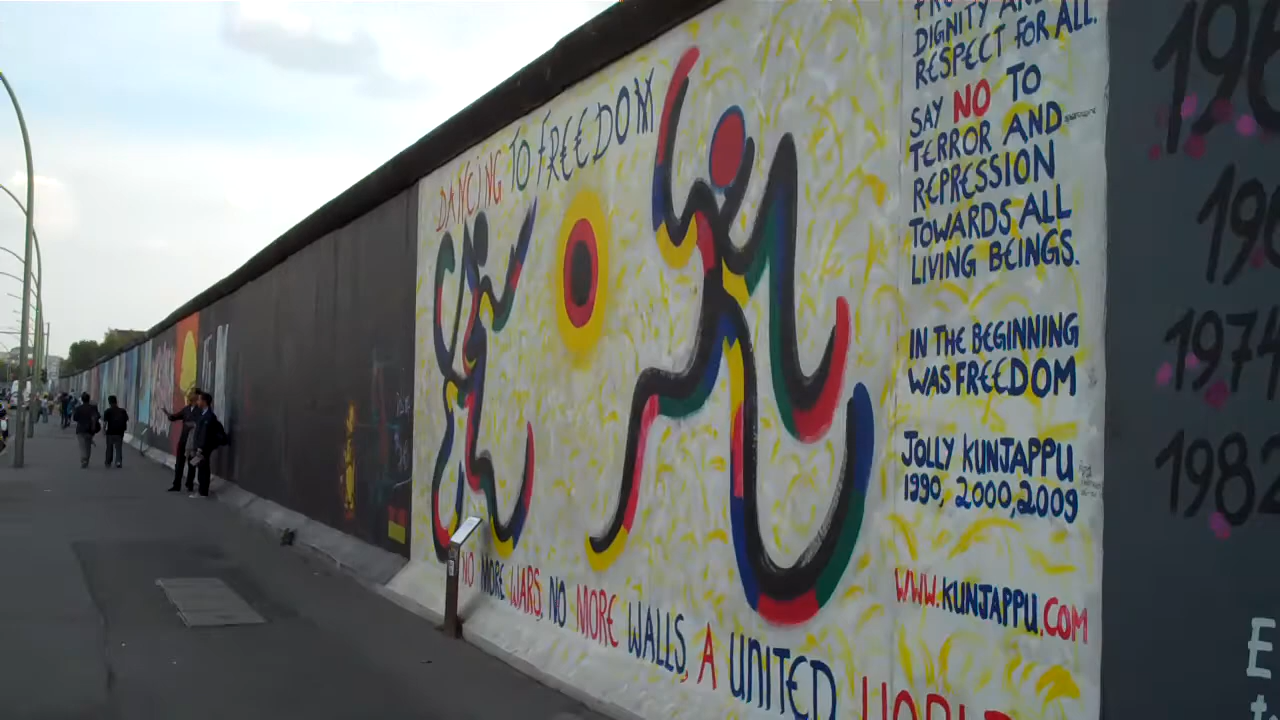 DANCING TO FREEDOM
DIGNITY AND
RESPECT FOR ALL.
SAY NO TO
TERROR AND
REPRESSION
TOWARDS ALL
LIVING BEINGS.
IN THE BEGINNING
WAS FREEDOM
JOLLY KUNJAPPU
1990, 2000, 2009
WWW.KUNJAPPU.COM
NO MORE WARS. NO MORE WALLS. A UNITED WORLD
1974
1982